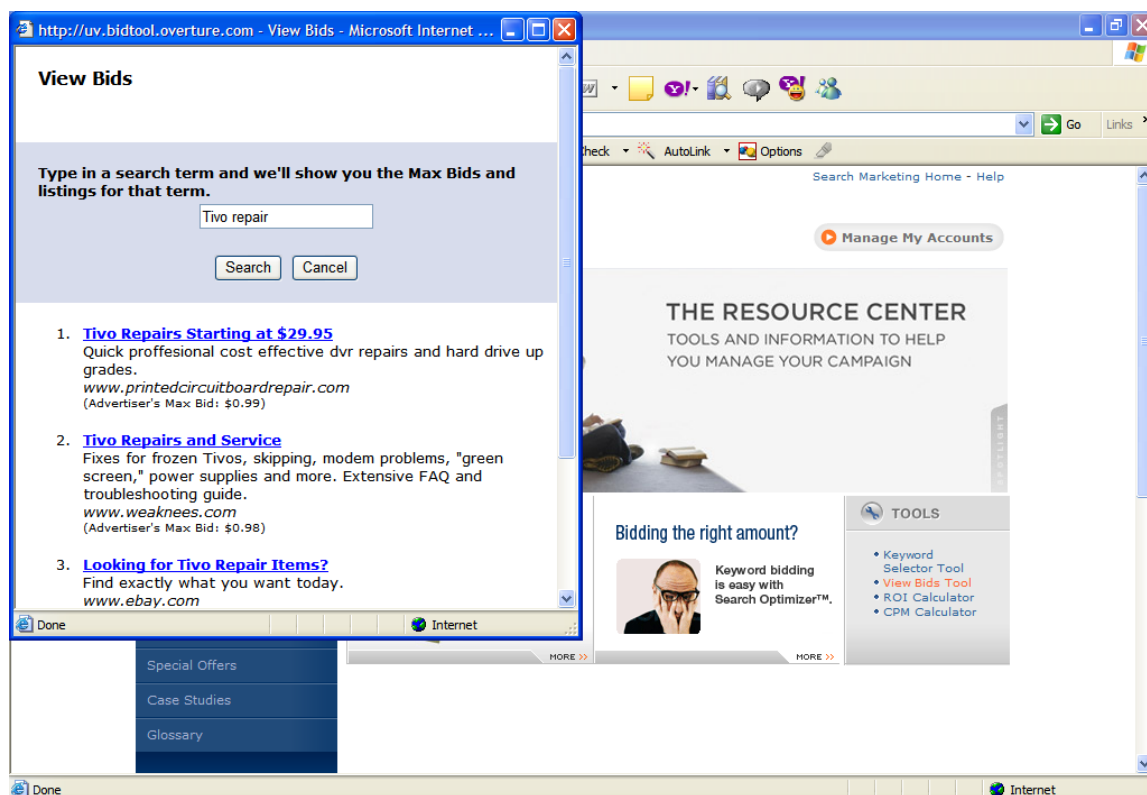 http://uv.bidtool.overture.com - View Bids - Microsoft Internet ...
View Bids
Type in a search term and we'll show you the Max Bids and
listings for that term.
Tivo repair
Search Cancel
1. Tivo Repairs Starting at $29.95
Quick proffesional cost effective dvr repairs and hard drive up
grades.
www.printedcircuitboardrepair.com
(Advertiser's Max Bid: $0.99)
2. Tivo Repairs and Service
Fixes for frozen Tivos, skipping, modem problems, "green
screen," power supplies and more. Extensive FAQ and
troubleshooting guide.
www.weaknees.com
(Advertiser's Max Bid: $0.98)
3. Looking for Tivo Repair Items?
Find exactly what you want today.
www.ebay.com
Done Internet
Go Links
AutoLink Options
Search Marketing Home - Help
Manage My Accounts
THE RESOURCE CENTER
TOOLS AND INFORMATION TO HELP
YOU MANAGE YOUR CAMPAIGN
SPOTLIGHT
Bidding the right amount?
Keyword bidding
is easy with
Search Optimizer™.
MORE >>
MORE >>
TOOLS
• Keyword
Selector Tool
• View Bids Tool
• ROI Calculator
• CPM Calculator
Special Offers
Case Studies
Glossary
Done Internet